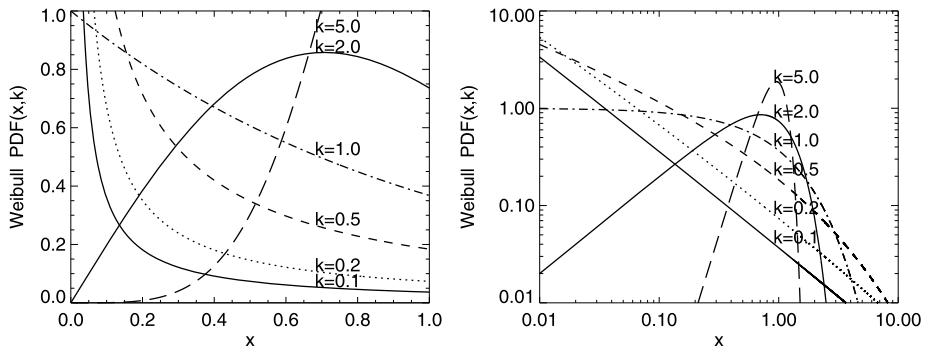 1.0
0.8
0.6
0.4
0.2
0.0
Weibull PDF(x,k)
k=5.0
k=2.0
k=1.0
k=0.5
k=0.2
k=0.1
0.0 0.2 0.4 0.6 0.8 1.0
x
10.00
1.00
0.10
0.01
Weibull PDF(x,k)
k=5.0
k=2.0
k=1.0
k=0.5
k=0.2
k=0.1
0.01 0.10 1.00 10.00
x